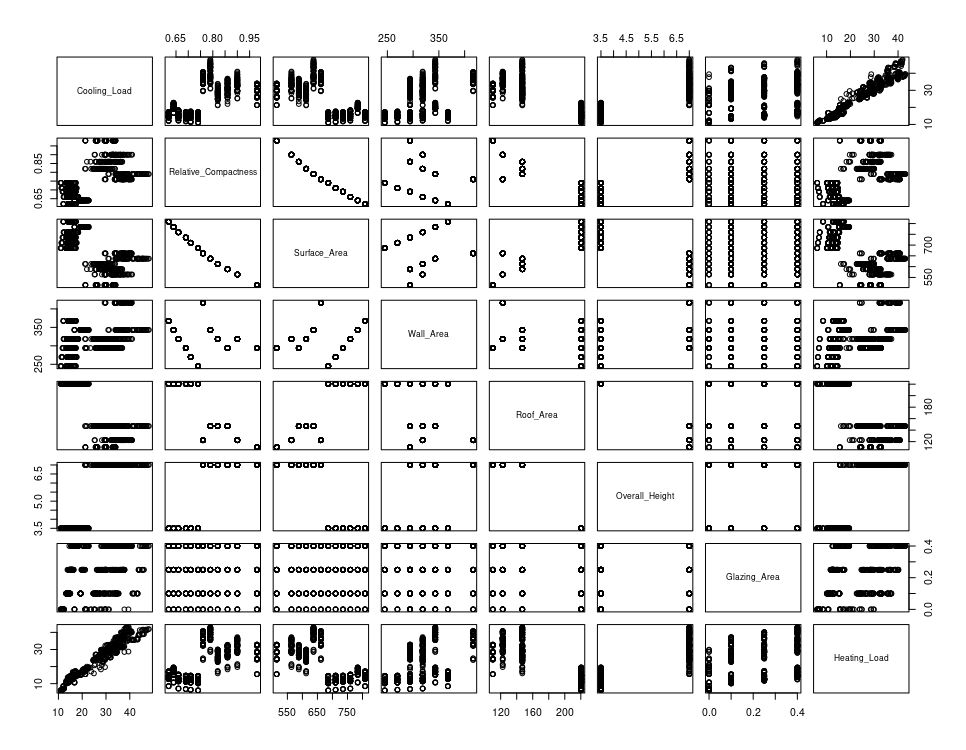 0.65 0.80 0.95 250 350 3.5 4.5 5.5 6.5 10 20 30 40
Cooling_Load 10 30
0.65 0.85 Relative_Compactness
Surface_Area 550 700
250 350 Wall_Area
Roof_Area 120 180
3.5 5.0 6.5 Overall_Height
Glazing_Area 0.0 0.2 0.4
10 30 Heating_Load
10 20 30 40 550 650 750 120 160 200 0.0 0.2 0.4